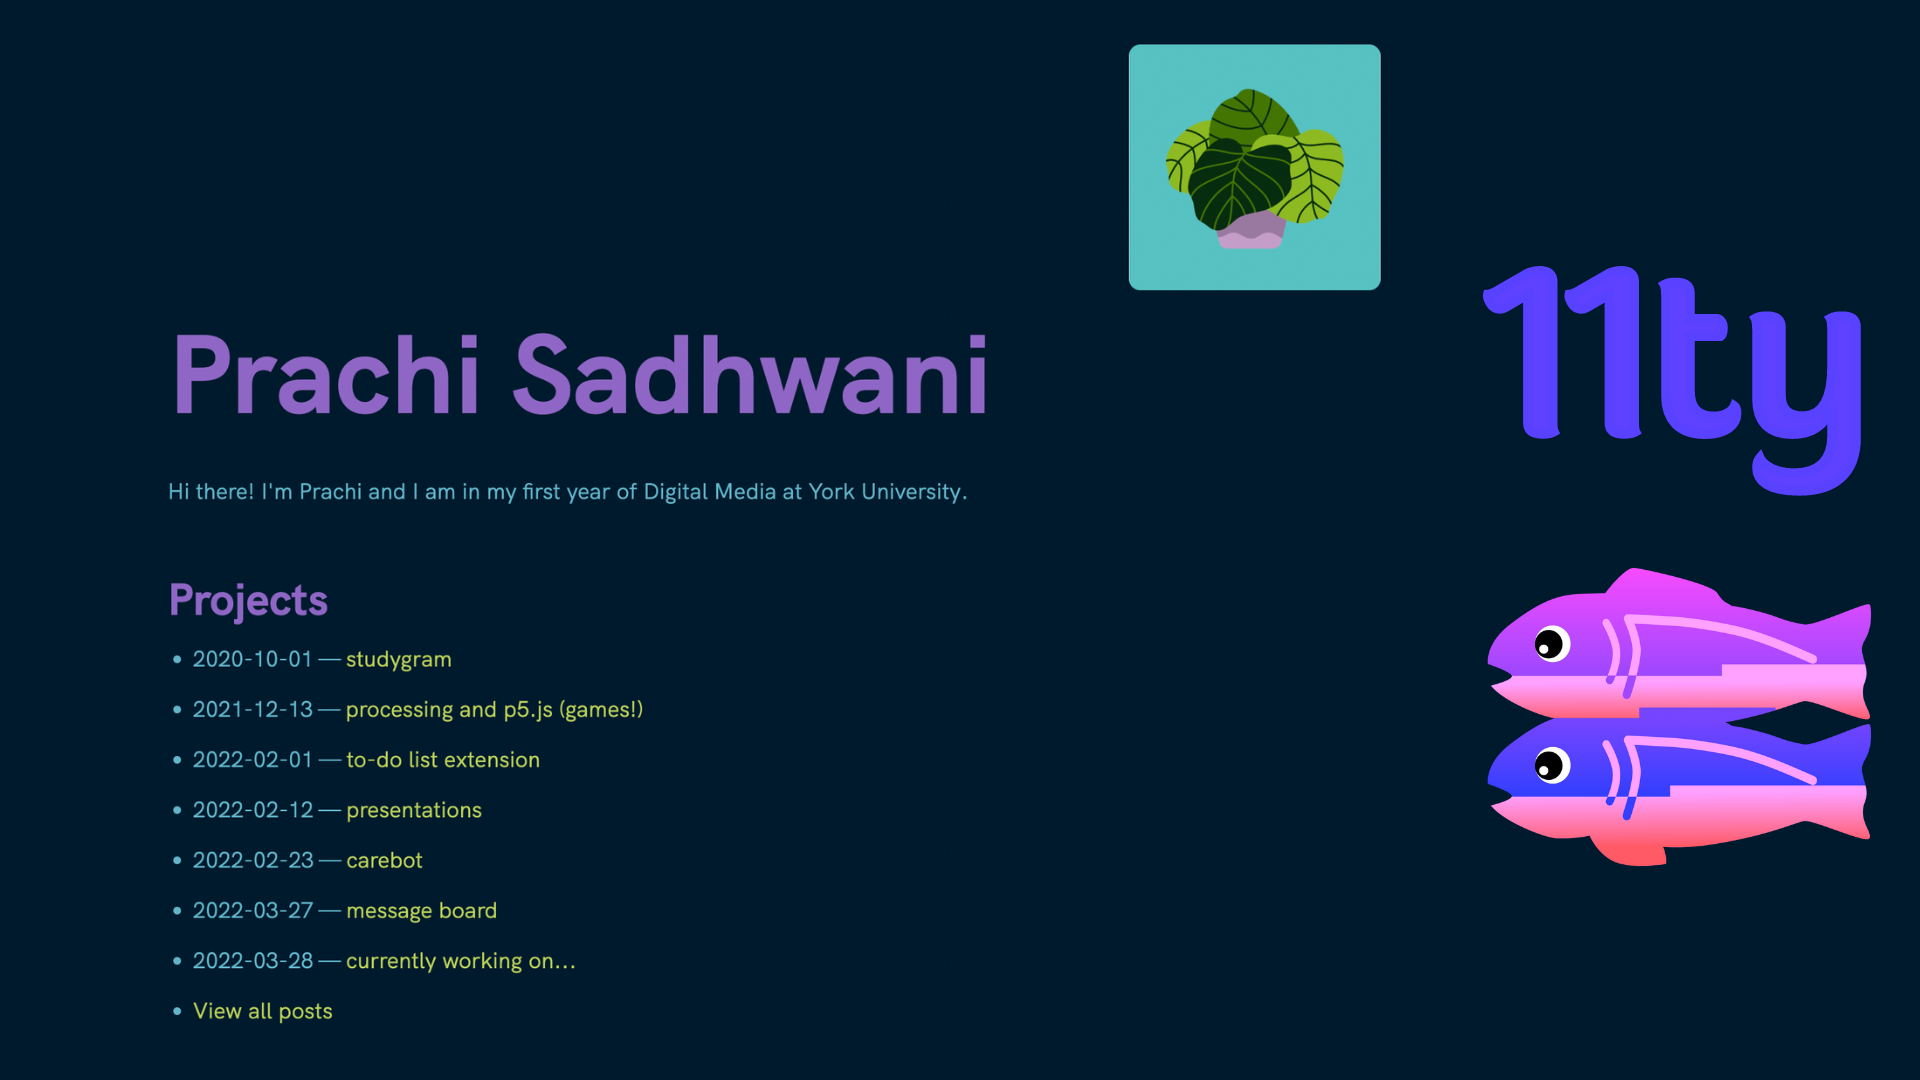 11ty
Prachi Sadhwani
Hi there! I'm Prachi and I am in my first year of Digital Media at York University.
Projects
• 2020-10-01 — studygram
• 2021-12-13 — processing and p5.js (games!)
• 2022-02-01 — to-do list extension
• 2022-02-12 — presentations
• 2022-02-23 — carebot
• 2022-03-27 — message board
• 2022-03-28 — currently working on...
• View all posts